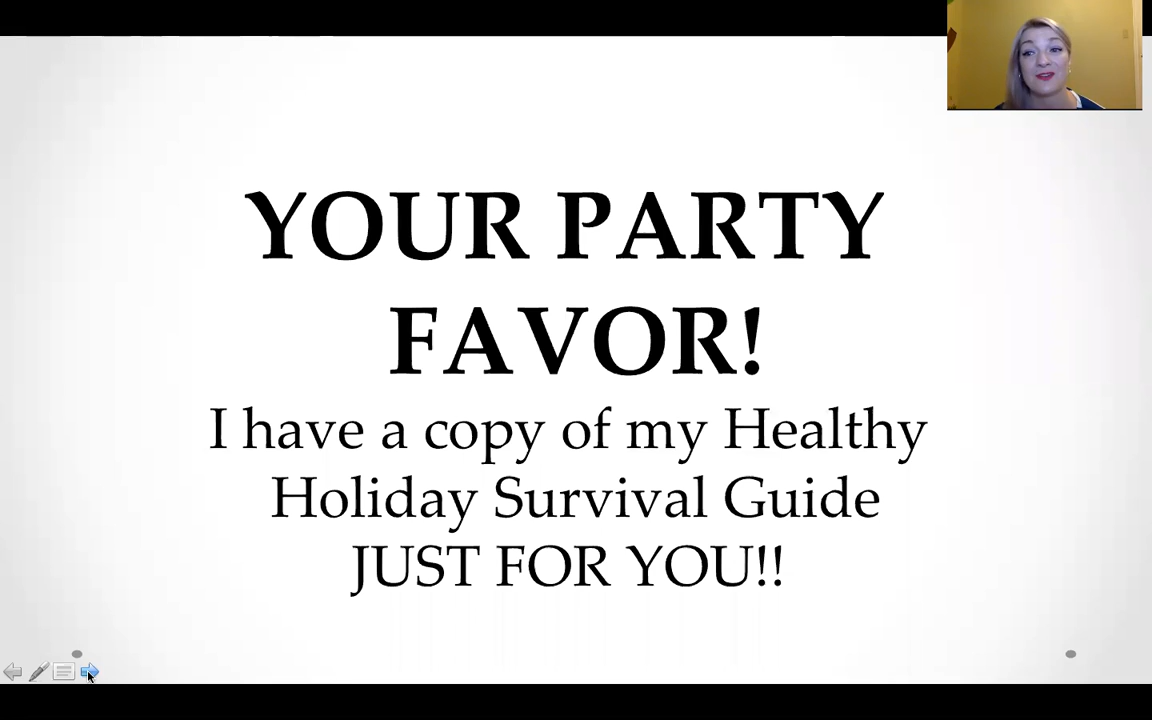 YOUR PARTY
FAVOR!
I have a copy of my Healthy
Holiday Survival Guide
JUST FOR YOU!!